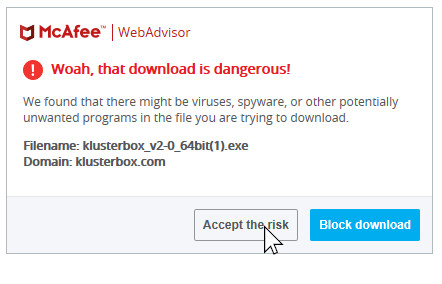 McAfee™ | WebAdvisor
Woah, that download is dangerous!
We found that there might be viruses, spyware, or other potentially
unwanted programs in the file you are trying to download.
Filename: klusterbox_v2-0_64bit(1).exe
Domain: klusterbox.com
Accept the risk Block download